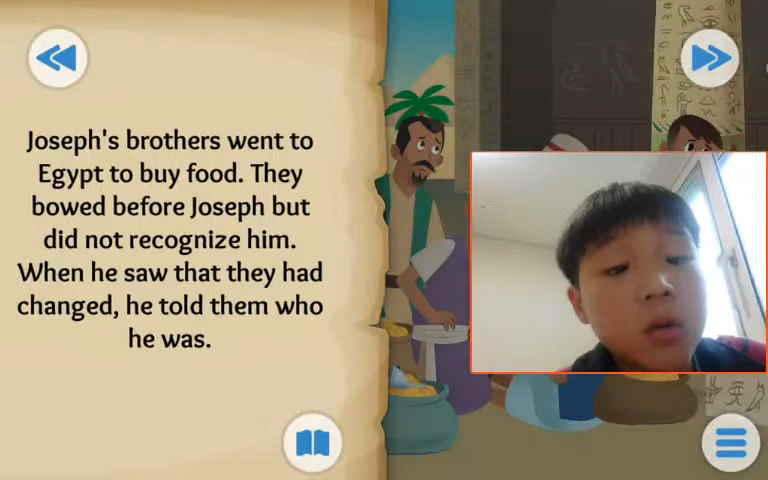 Joseph's brothers went to
Egypt to buy food. They
bowed before Joseph but
did not recognize him.
When he saw that they had
changed, he told them who
he was.